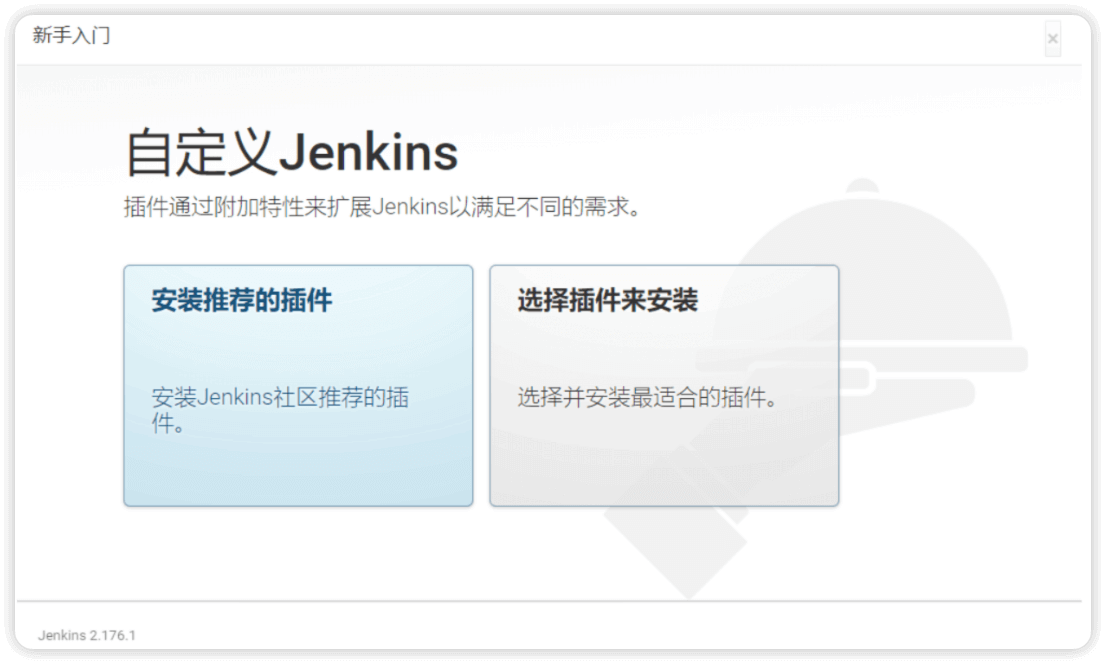 新手入门
×
自定义Jenkins
插件通过附加特性来扩展Jenkins以满足不同的需求。
安装推荐的插件
安装Jenkins社区推荐的插
件。
选择插件来安装
选择并安装最适合的插件。
Jenkins 2.176.1